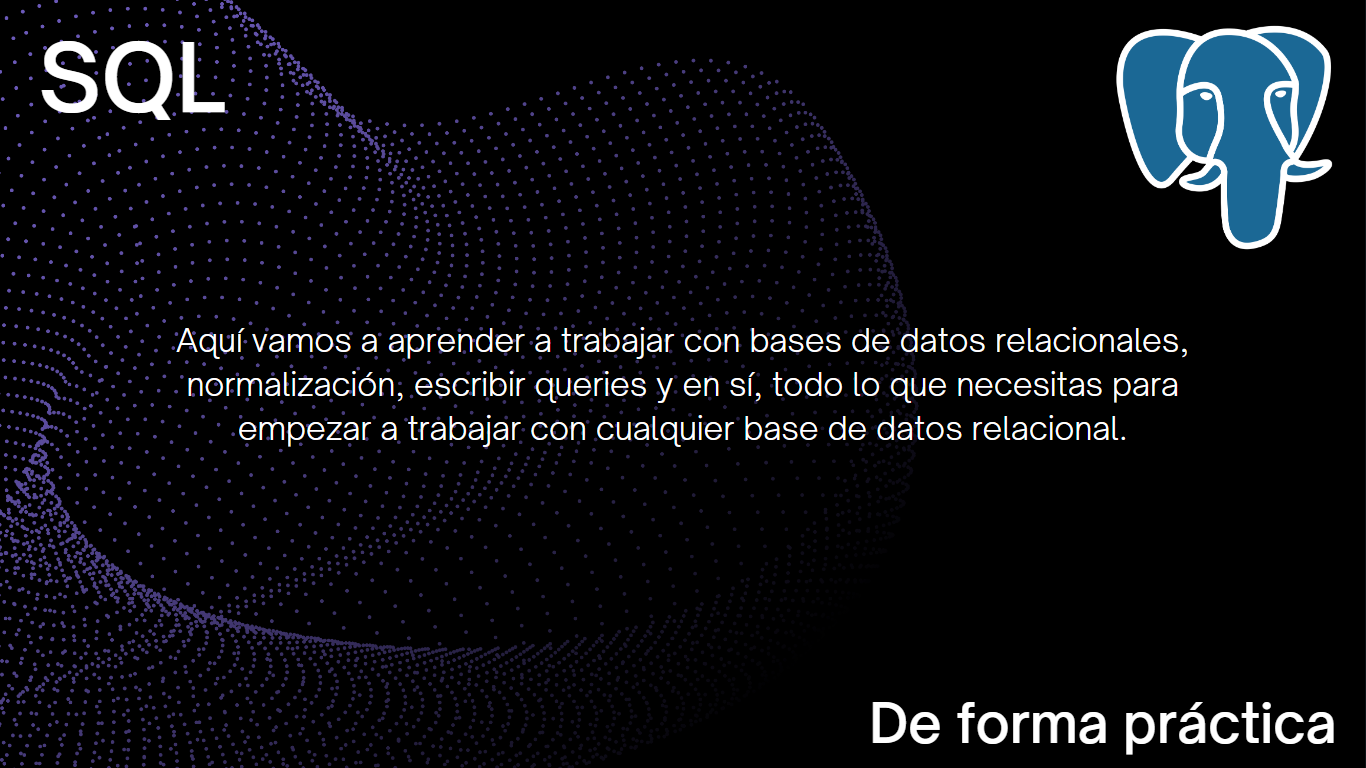 SQL
Aquí vamos a aprender a trabajar con bases de datos relacionales,
normalización, escribir queries y en sí, todo lo que necesitas para
empezar a trabajar con cualquier base de datos relacional.
De forma práctica